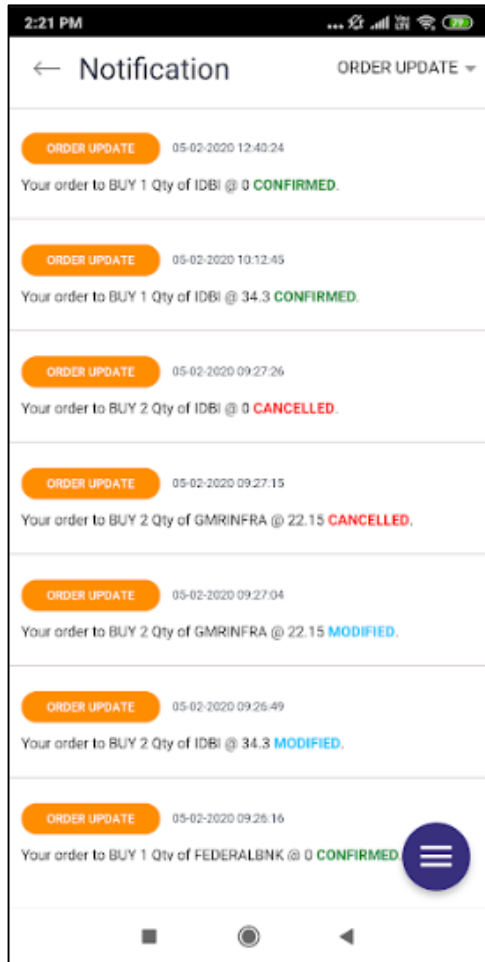 2:21 PM
... 79
← Notification ORDER UPDATE
ORDER UPDATE 05-02-2020 12:40:24
Your order to BUY 1 Qty of IDBI @ 0 CONFIRMED.
ORDER UPDATE 05-02-2020 10:12:45
Your order to BUY 1 Qty of IDBI @ 34.3 CONFIRMED.
ORDER UPDATE 05-02-2020 09:27:26
Your order to BUY 2 Qty of IDBI @ 0 CANCELLED.
ORDER UPDATE 05-02-2020 09:27:15
Your order to BUY 2 Qty of GMRINFRA @ 22.15 CANCELLED.
ORDER UPDATE 05-02-2020 09:27:04
Your order to BUY 2 Qty of GMRINFRA @ 22.15 MODIFIED.
ORDER UPDATE 05-02-2020 09:26:49
Your order to BUY 2 Qty of IDBI @ 34.3 MODIFIED.
ORDER UPDATE 05-02-2020 09:26:16
Your order to BUY 1 Qty of FEDERALBNK @ 0 CONFIRMED.